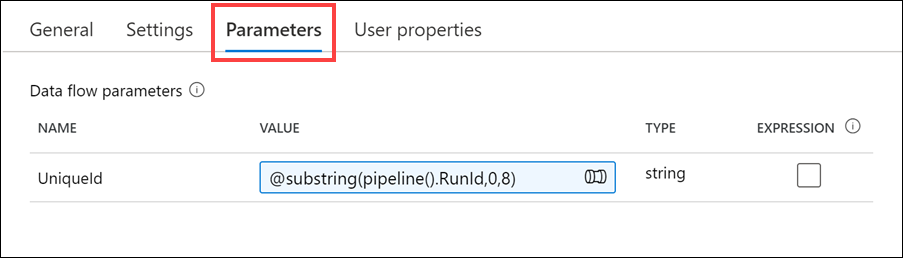 General Settings Parameters User properties
Data flow parameters
NAME VALUE TYPE EXPRESSION
UniqueId @substring(pipeline().RunId,0,8) string